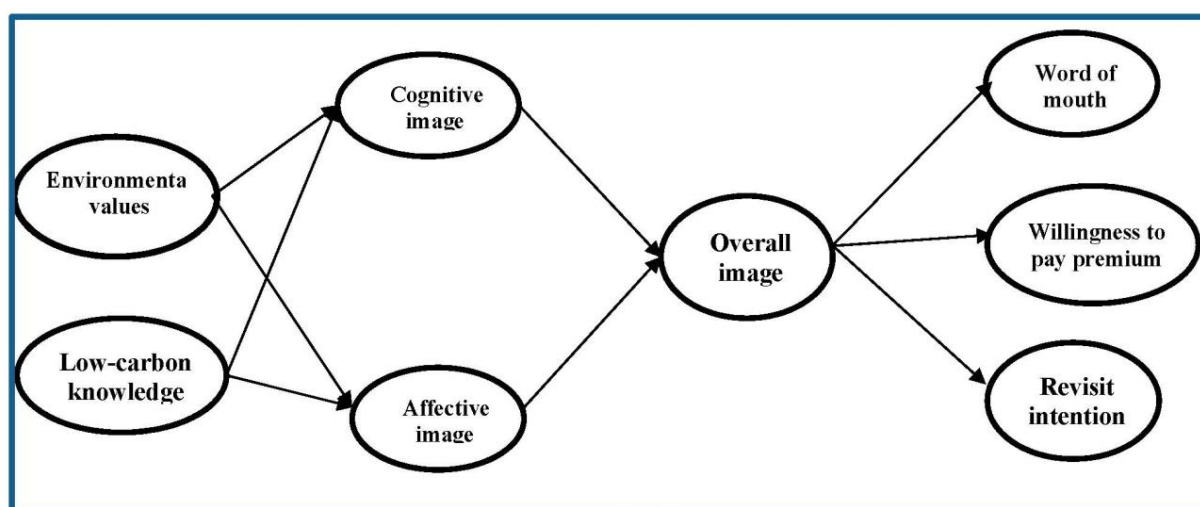 Cognitive
image
Environmenta
values
Low-carbon
knowledge
Affective
image
Overall
image
Word of
mouth
Willingness to
pay premium
Revisit
intention